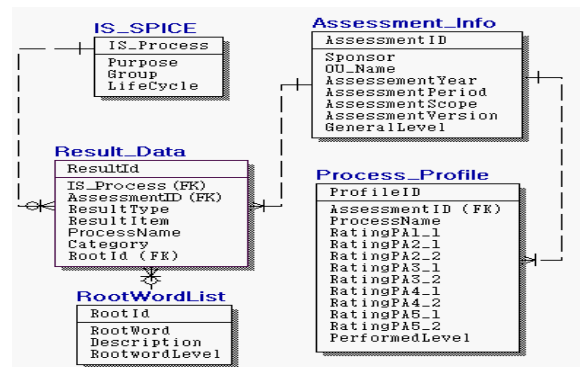 IS_SPICE
IS_Process
Purpose
Group
LifeCycle
Assessment_Info
AssessmentID
Sponsor
OU_Name
AssessementYear
AssessmentPeriod
AssessmentScope
AssessmentVersion
GeneralLevel
Result_Data
ResultId
IS_Process (FK)
AssessmentID (FK)
ResultType
ResultItem
ProcessName
Category
RootId (FK)
Process_Profile
ProfileID
AssessmentID (FK)
ProcessName
RatingPA1_1
RatingPA2_1
RatingPA2_2
RatingPA3_1
RatingPA3_2
RatingPA4_1
RatingPA4_2
RatingPA5_1
RatingPA5_2
PerformedLevel
RootWordList
RootId
RootWord
Description
RootwordLevel